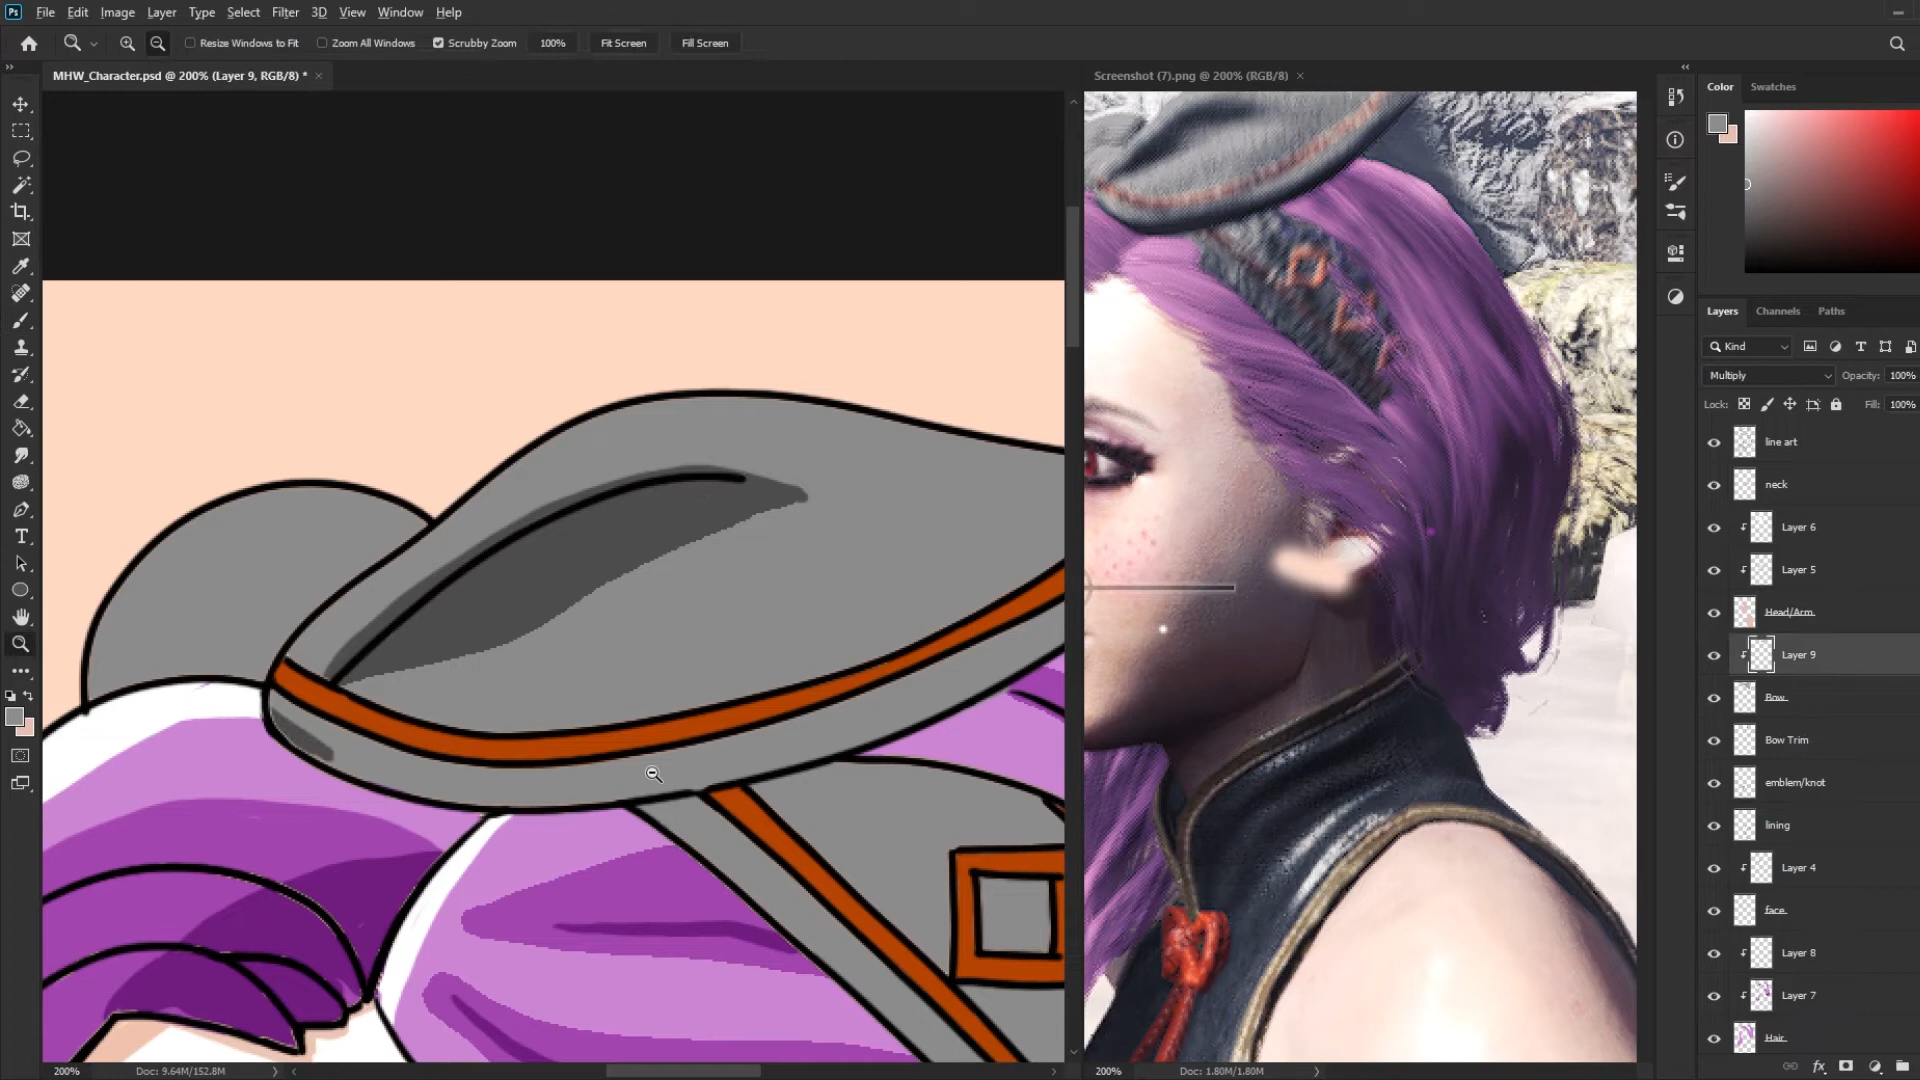 Ps File Edit Image Layer Type Select Filter 3D View Window Help
Resize Windows to Fit Zoom All Windows Scrubby Zoom 100% Fit Screen Fill Screen
MHW_Character.psd @ 200% (Layer 9, RGB/8) * ×
Screenshot (7).png @ 200% (RGB/8) ×
Color Swatches
Layers Channels Paths
Kind
Multiply Opacity: 100%
Lock: Fill: 100%
line art
neck
Layer 6
Layer 5
Head/Arm
Layer 9
Bow
Bow Trim
emblem/knot
lining
Layer 4
face
Layer 8
Layer 7
Hair
200% Doc: 9.64M/152.8M
200% Doc: 1.80M/1.80M